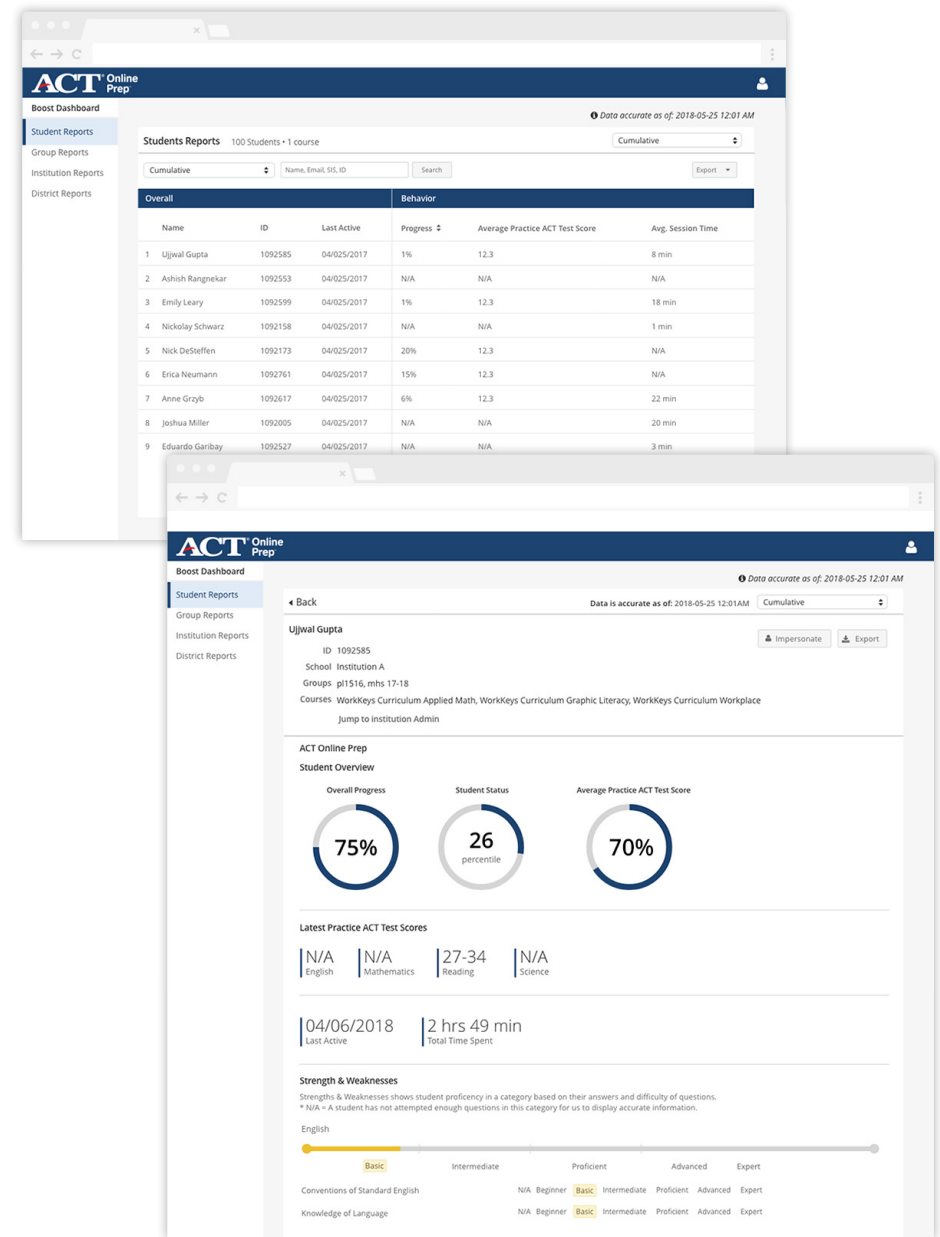 ACT® Online
Prep™
Boost Dashboard
Student Reports
Group Reports
Institution Reports
District Reports
Data accurate as of: 2018-05-25 12:01 AM
Students Reports 100 Students • 1 course Cumulative
Cumulative Name, Email, SIS, ID Search Export
Overall Behavior
Name ID Last Active Progress Average Practice ACT Test Score Avg. Session Time
1 Ujjwal Gupta 1092585 04/025/2017 1% 12.3 8 min
2 Ashish Rangnekar 1092553 04/025/2017 N/A N/A N/A
3 Emily Leary 1092599 04/025/2017 1% 12.3 18 min
4 Nickolay Schwarz 1092158 04/025/2017 N/A N/A 1 min
5 Nick DeSteffen 1092173 04/025/2017 20% 12.3 N/A
6 Erica Neumann 1092761 04/025/2017 15% 12.3 N/A
7 Anne Grzyb 1092617 04/025/2017 6% 12.3 22 min
8 Joshua Miller 1092005 04/025/2017 N/A N/A 20 min
9 Eduardo Garibay 1092527 04/025/2017 N/A N/A 3 min
ACT® Online
Prep™
Boost Dashboard
Student Reports
Group Reports
Institution Reports
District Reports
Data accurate as of: 2018-05-25 12:01 AM
Back Data is accurate as of: 2018-05-25 12:01AM Cumulative
Ujjwal Gupta Impersonate Export
ID 1092585
School Institution A
Groups pl1516, mhs 17-18
Courses WorkKeys Curriculum Applied Math, WorkKeys Curriculum Graphic Literacy, WorkKeys Curriculum Workplace
Jump to institution Admin
ACT Online Prep
Student Overview
Overall Progress Student Status Average Practice ACT Test Score
75% 26 70%
percentile
Latest Practice ACT Test Scores
N/A N/A 27-34 N/A
English Mathematics Reading Science
04/06/2018 2 hrs 49 min
Last Active Total Time Spent
Strength & Weaknesses
Strengths & Weaknesses shows student proficiency in a category based on their answers and difficulty of questions.
* N/A = A student has not attempted enough questions in this category for us to display accurate information.
English
Basic Intermediate Proficient Advanced Expert
Conventions of Standard English N/A Beginner Basic Intermediate Proficient Advanced Expert
Knowledge of Language N/A Beginner Basic Intermediate Proficient Advanced Expert